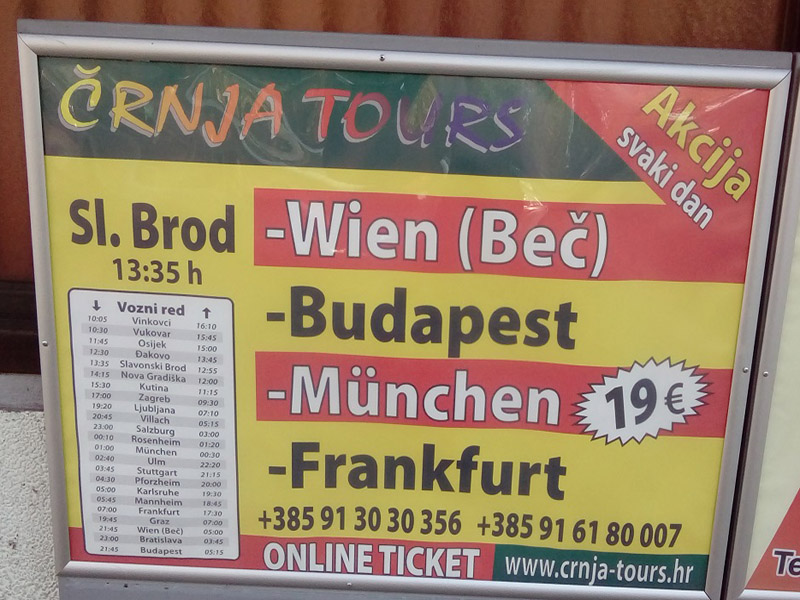 ČRNJA TOURS
Akcija
svaki dan
Sl. Brod
13:35 h
-Wien (Beč)
-Budapest
-München
19 €
-Frankfurt
↓ Vozni red ↑
10:05 Vinkovci 16:10
10:30 Vukovar 15:45
11:45 Osijek 15:00
12:30 Đakovo 13:45
13:35 Slavonski Brod 12:55
14:15 Nova Gradiška 12:00
15:30 Kutina 11:15
17:00 Zagreb 09:30
19:20 Ljubljana 07:10
20:45 Villach 05:15
23:00 Salzburg 03:00
00:10 Rosenheim 01:20
01:00 München 00:30
02:40 Ulm 22:20
03:45 Stuttgart 21:15
04:30 Pforzheim 20:00
05:00 Karlsruhe 19:30
05:45 Mannheim 18:45
07:00 Frankfurt 17:30
19:45 Graz 07:00
21:45 Wien (Beč) 05:00
23:00 Bratislava 03:45
21:45 Budapest 05:15
+385 91 30 30 356 +385 91 61 80 007
ONLINE TICKET
www.crnja-tours.hr